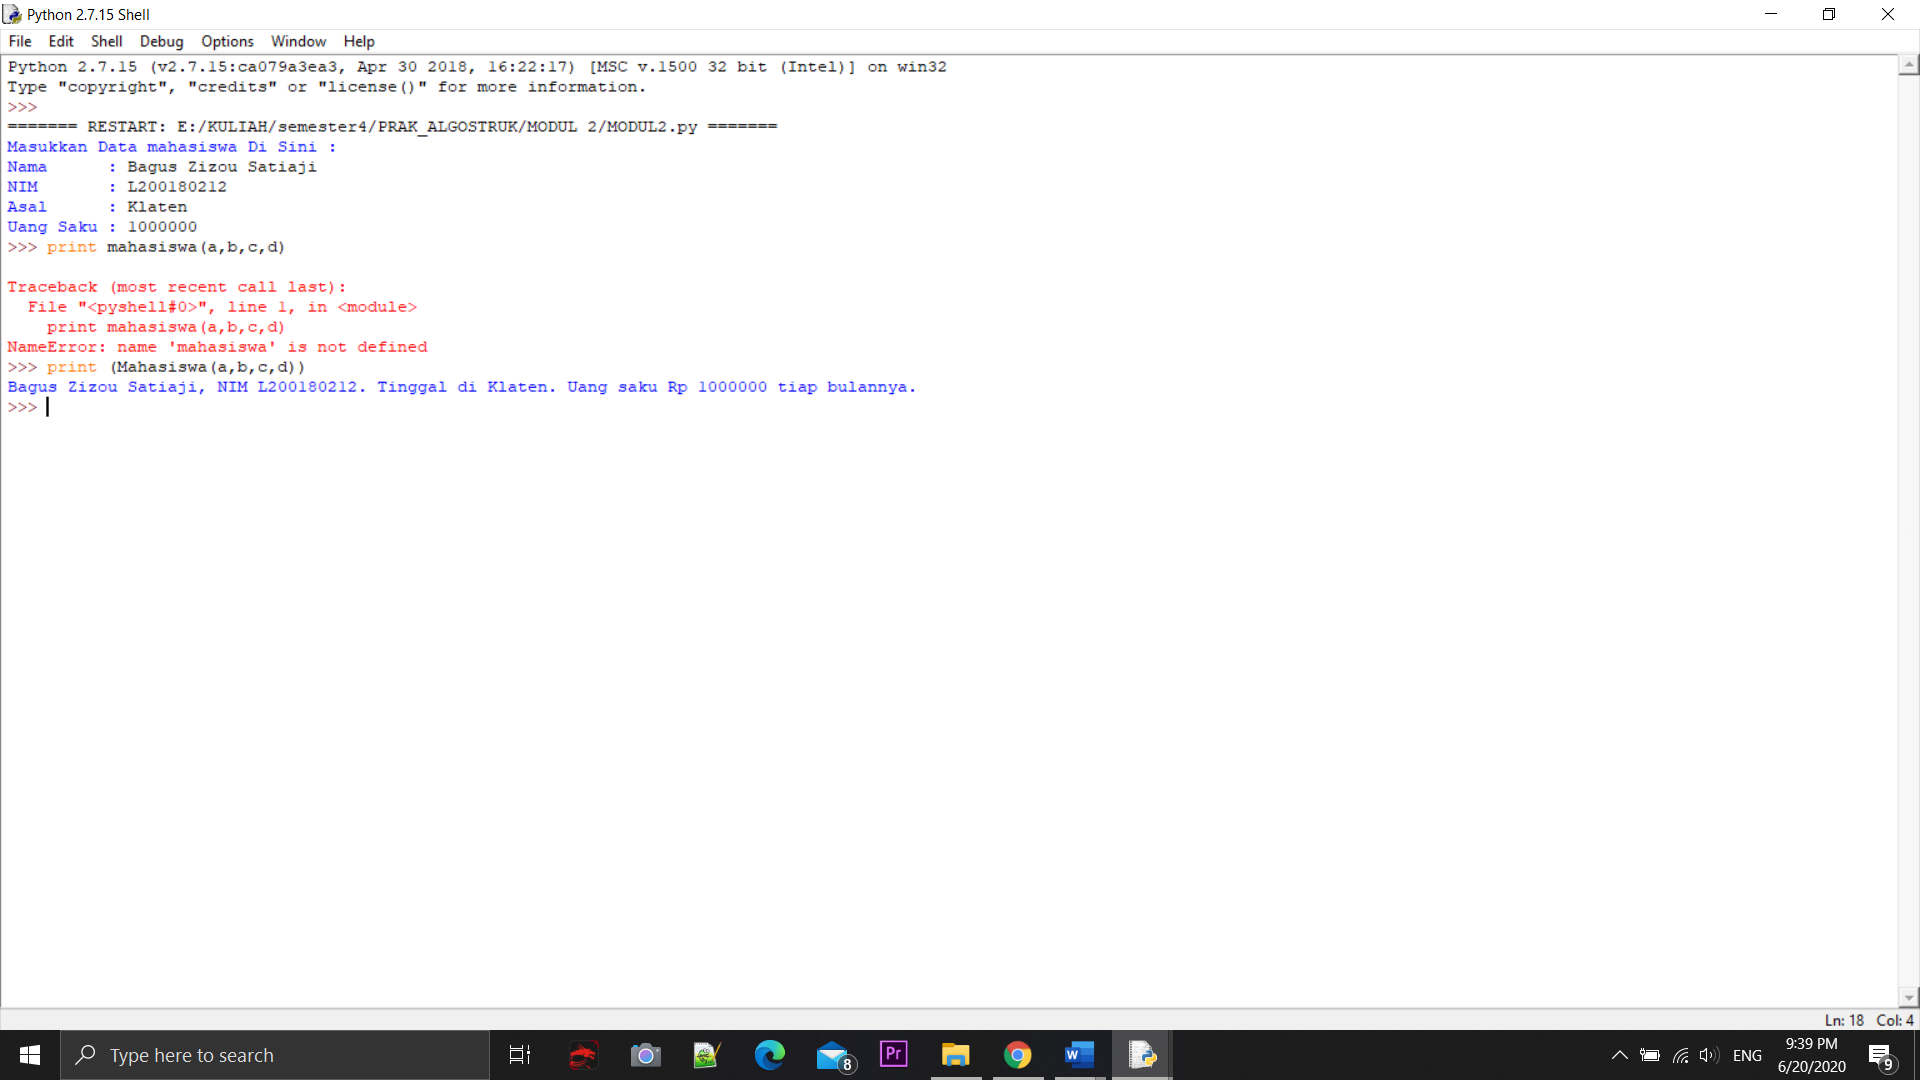 Python 2.7.15 Shell
File Edit Shell Debug Options Window Help
Python 2.7.15 (v2.7.15:ca079a3ea3, Apr 30 2018, 16:22:17) [MSC v.1500 32 bit (Intel)] on win32
Type "copyright", "credits" or "license()" for more information.
>>>
======= RESTART: E:/KULIAH/semester4/PRAK_ALGOSTRUK/MODUL 2/MODUL2.py =======
Masukkan Data mahasiswa Di Sini :
Nama      : Bagus Zizou Satiaji
NIM       : L200180212
Asal      : Klaten
Uang Saku : 1000000
>>> print mahasiswa(a,b,c,d)
Traceback (most recent call last):
  File "<pyshell#0>", line 1, in <module>
    print mahasiswa(a,b,c,d)
NameError: name 'mahasiswa' is not defined
>>> print (Mahasiswa(a,b,c,d))
Bagus Zizou Satiaji, NIM L200180212. Tinggal di Klaten. Uang saku Rp 1000000 tiap bulannya.
>>>
Ln: 18 Col: 4
Type here to search
8
Pr
W
ENG
9:39 PM
6/20/2020
9